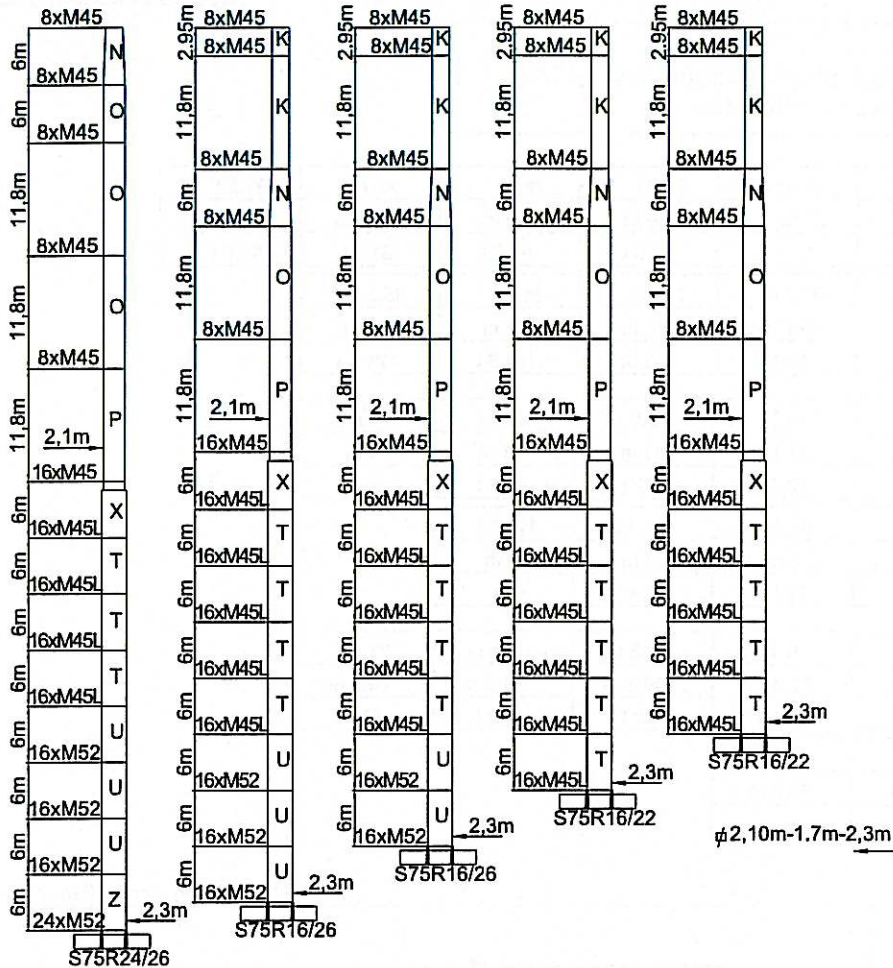 8xM45
6m N
8xM45
6m O
8xM45
11,8m O
8xM45
11,8m O
8xM45
11,8m P
2,1m
16xM45
6m X
16xM45L
6m T
16xM45L
6m T
16xM45L
6m T
16xM45L
6m U
16xM52
6m U
16xM52
6m U
16xM52
6m Z
24xM52 2,3m
S75R24/26
8xM45
2.95m K
8xM45
11,8m K
8xM45
6m N
8xM45
11,8m O
8xM45
11,8m P
2,1m
16xM45
6m X
16xM45L
6m T
16xM45L
6m T
16xM45L
6m T
16xM45L
6m T
16xM45L
6m U
16xM52
6m U
16xM52
6m U
16xM52 2,3m
S75R16/26
8xM45
2.95m K
8xM45
11,8m K
8xM45
6m N
8xM45
11,8m O
8xM45
11,8m P
2,1m
16xM45
6m X
16xM45L
6m T
16xM45L
6m T
16xM45L
6m T
16xM45L
6m T
16xM45L
6m U
16xM52
6m U
16xM52 2,3m
S75R16/26
8xM45
2.95m K
8xM45
11,8m K
8xM45
6m N
8xM45
11,8m O
8xM45
11,8m P
2,1m
16xM45
6m X
16xM45L
6m T
16xM45L
6m T
16xM45L
6m T
16xM45L
6m T
16xM45L
6m T
16xM45L 2,3m
S75R16/22
8xM45
2.95m K
8xM45
11,8m K
8xM45
6m N
8xM45
11,8m O
8xM45
11,8m P
2,1m
16xM45
6m X
16xM45L
6m T
16xM45L
6m T
16xM45L
6m T
16xM45L
6m T
16xM45L 2,3m
S75R16/22
⌀2,10m-1.7m-2,3m